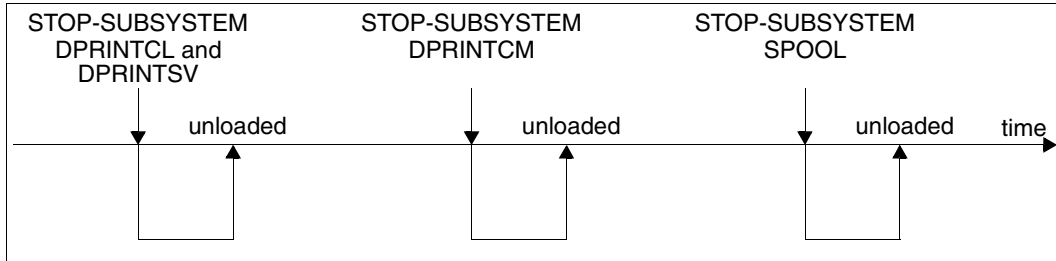 STOP-SUBSYSTEM
DPRINTCL and
DPRINTSV
STOP-SUBSYSTEM
DPRINTCM
STOP-SUBSYSTEM
SPOOL
unloaded
unloaded
unloaded
time